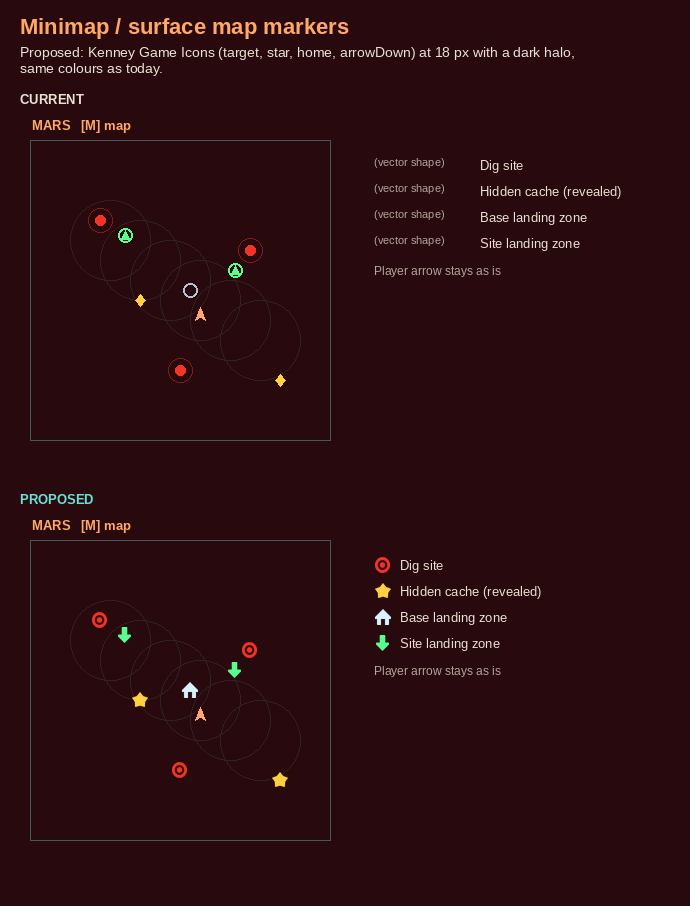 Minimap / surface map markers
Proposed: Kenney Game Icons (target, star, home, arrowDown) at 18 px with a dark halo,
same colours as today.
CURRENT
MARS [M] map
(vector shape) Dig site
(vector shape) Hidden cache (revealed)
(vector shape) Base landing zone
(vector shape) Site landing zone
Player arrow stays as is
PROPOSED
MARS [M] map
Dig site
Hidden cache (revealed)
Base landing zone
Site landing zone
Player arrow stays as is